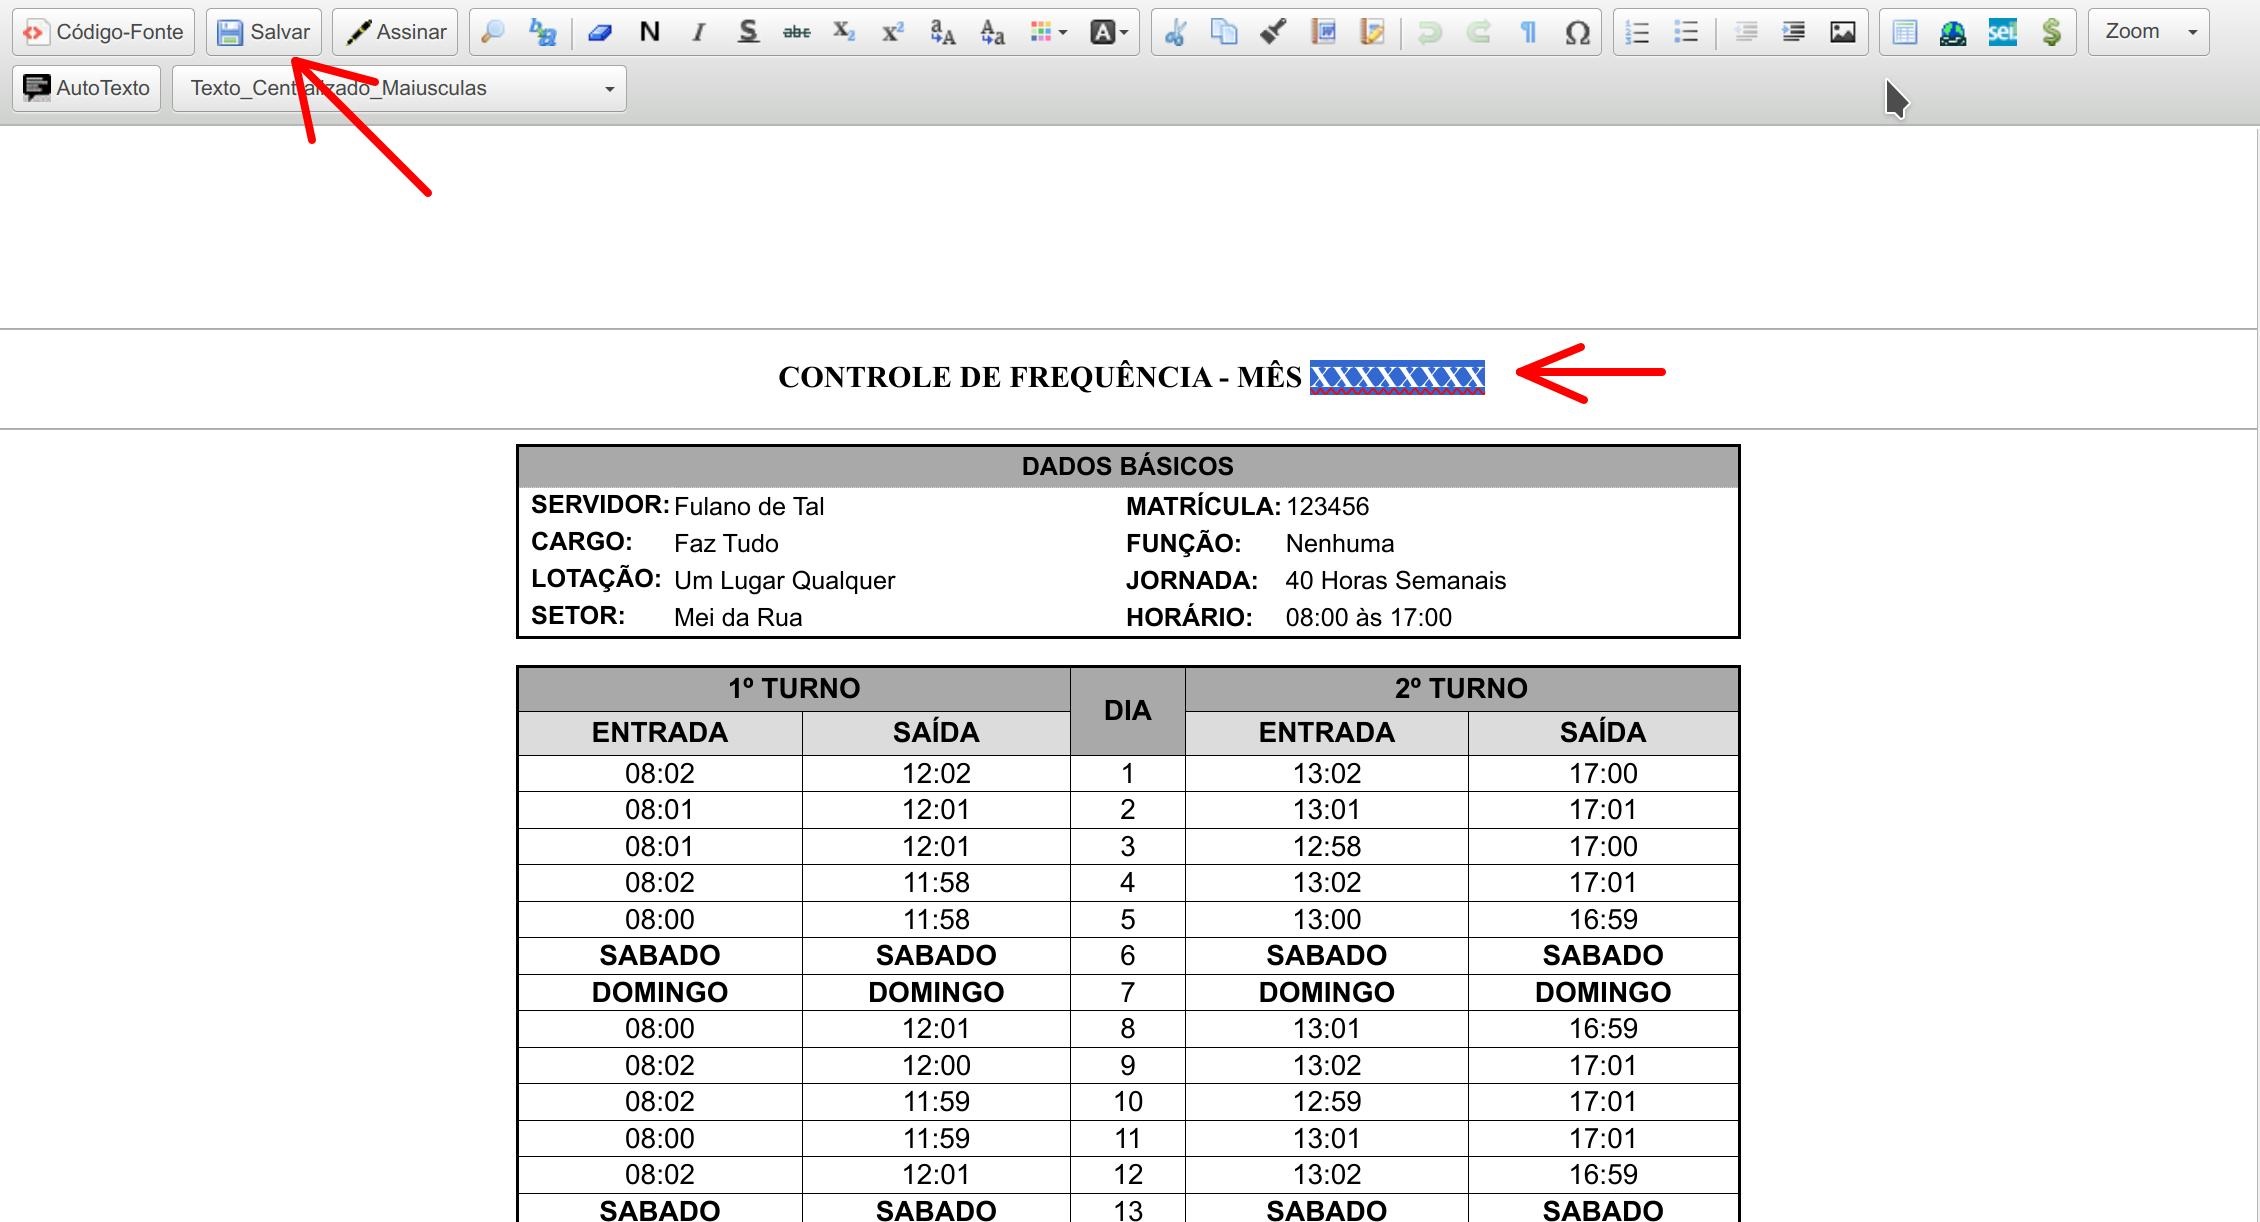 Código-Fonte Salvar Assinar N I S abc X₂ x² Zoom
AutoTexto Texto_Centralizado_Maiusculas
CONTROLE DE FREQUÊNCIA - MÊS XXXXXXXX
DADOS BÁSICOS
SERVIDOR: Fulano de Tal MATRÍCULA: 123456
CARGO: Faz Tudo FUNÇÃO: Nenhuma
LOTAÇÃO: Um Lugar Qualquer JORNADA: 40 Horas Semanais
SETOR: Mei da Rua HORÁRIO: 08:00 às 17:00
1º TURNO DIA 2º TURNO
ENTRADA SAÍDA ENTRADA SAÍDA
08:02 12:02 1 13:02 17:00
08:01 12:01 2 13:01 17:01
08:01 12:01 3 12:58 17:00
08:02 11:58 4 13:02 17:01
08:00 11:58 5 13:00 16:59
SABADO SABADO 6 SABADO SABADO
DOMINGO DOMINGO 7 DOMINGO DOMINGO
08:00 12:01 8 13:01 16:59
08:02 12:00 9 13:02 17:01
08:02 11:59 10 12:59 17:01
08:00 11:59 11 13:01 17:01
08:02 12:01 12 13:02 16:59
SABADO SABADO 13 SABADO SABADO